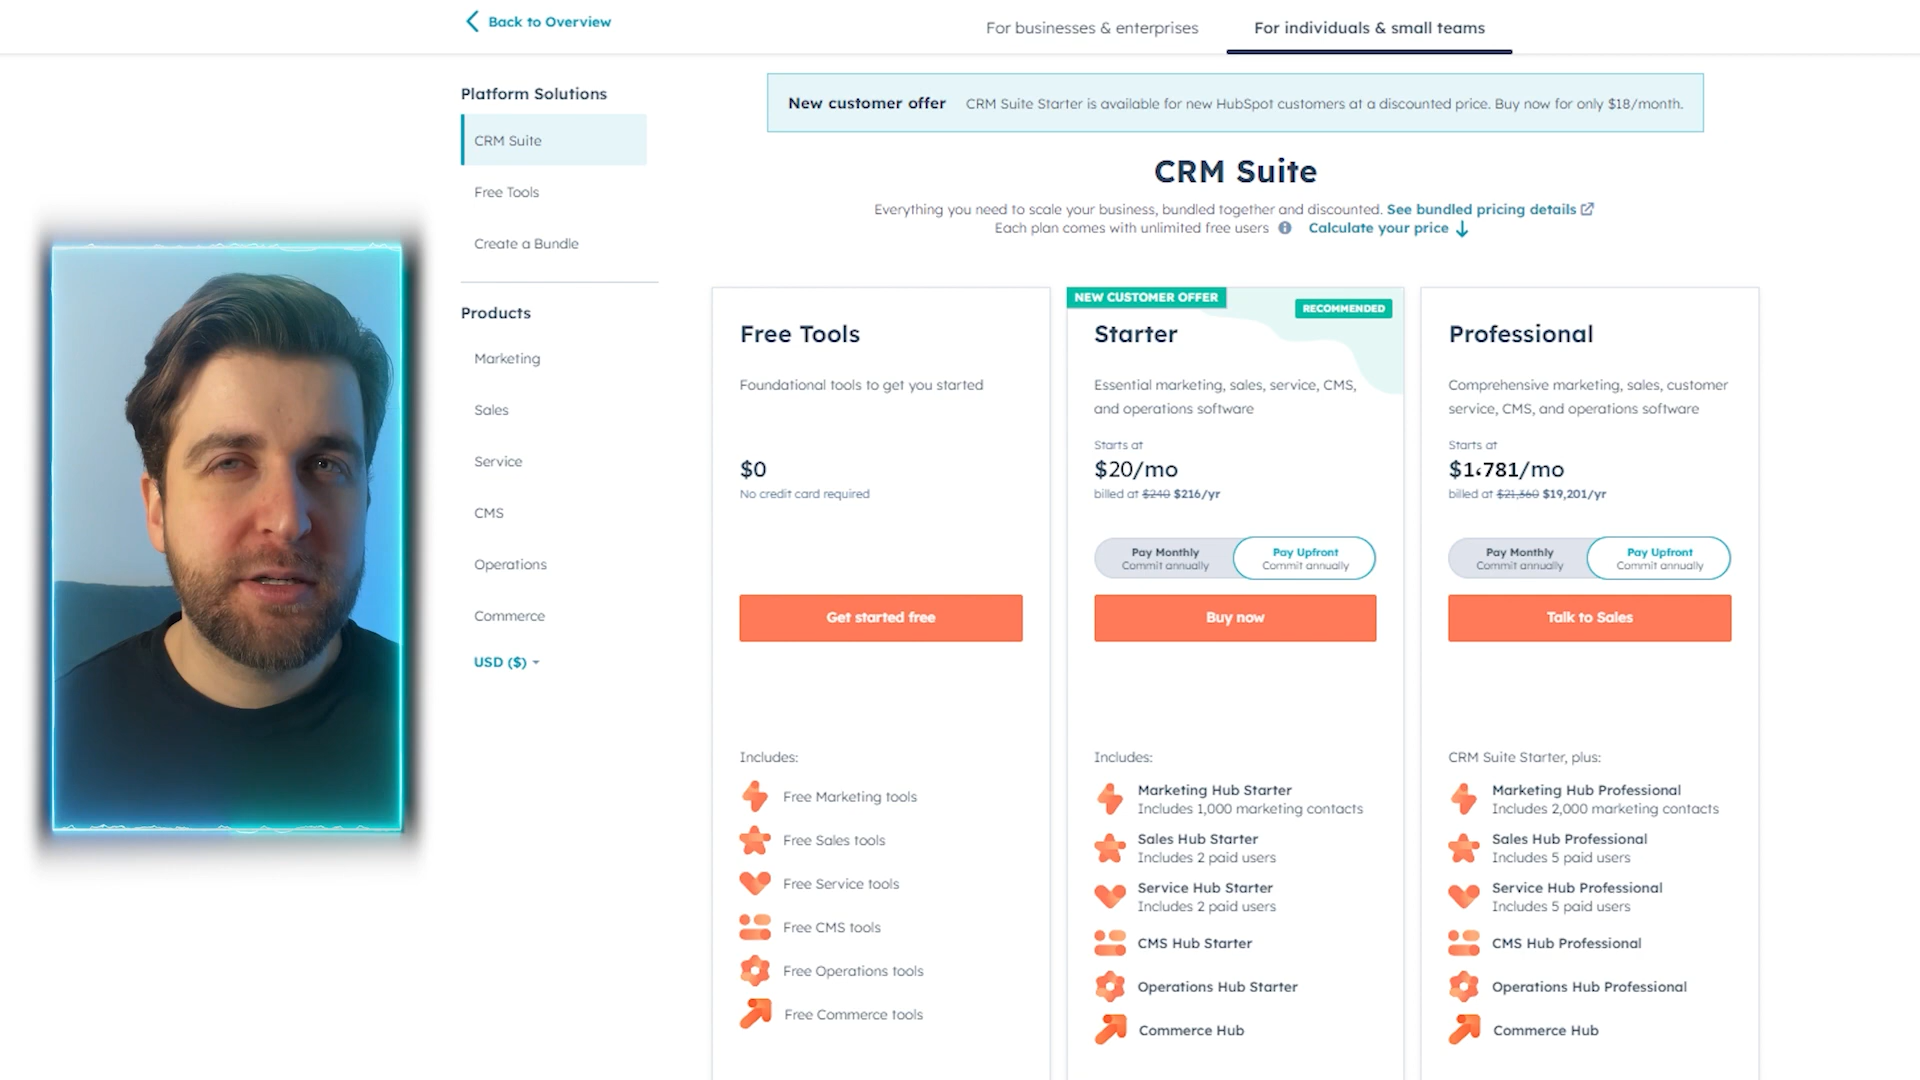 Back to Overview
For businesses & enterprises
For individuals & small teams
Platform Solutions
CRM Suite
Free Tools
Create a Bundle
Products
Marketing
Sales
Service
CMS
Operations
Commerce
USD ($)
New customer offer CRM Suite Starter is available for new HubSpot customers at a discounted price. Buy now for only $18/month.
CRM Suite
Everything you need to scale your business, bundled together and discounted. See bundled pricing details
Each plan comes with unlimited free users Calculate your price
Free Tools
Foundational tools to get you started
$0
No credit card required
Get started free
Includes:
Free Marketing tools
Free Sales tools
Free Service tools
Free CMS tools
Free Operations tools
Free Commerce tools
NEW CUSTOMER OFFER
RECOMMENDED
Starter
Essential marketing, sales, service, CMS,
and operations software
Starts at
$20/mo
billed at $240 $216/yr
Pay Monthly
Commit annually
Pay Upfront
Commit annually
Buy now
Includes:
Marketing Hub Starter
Includes 1,000 marketing contacts
Sales Hub Starter
Includes 2 paid users
Service Hub Starter
Includes 2 paid users
CMS Hub Starter
Operations Hub Starter
Commerce Hub
Professional
Comprehensive marketing, sales, customer
service, CMS, and operations software
Starts at
$1,781/mo
billed at $21,360 $19,201/yr
Pay Monthly
Commit annually
Pay Upfront
Commit annually
Talk to Sales
CRM Suite Starter, plus:
Marketing Hub Professional
Includes 2,000 marketing contacts
Sales Hub Professional
Includes 5 paid users
Service Hub Professional
Includes 5 paid users
CMS Hub Professional
Operations Hub Professional
Commerce Hub